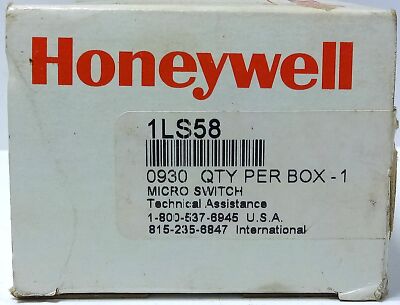 Honeywell
1LS58
0930 QTY PER BOX - 1
MICRO SWITCH
Technical Assistance
1-800-537-6945 U.S.A.
815-235-6847 International